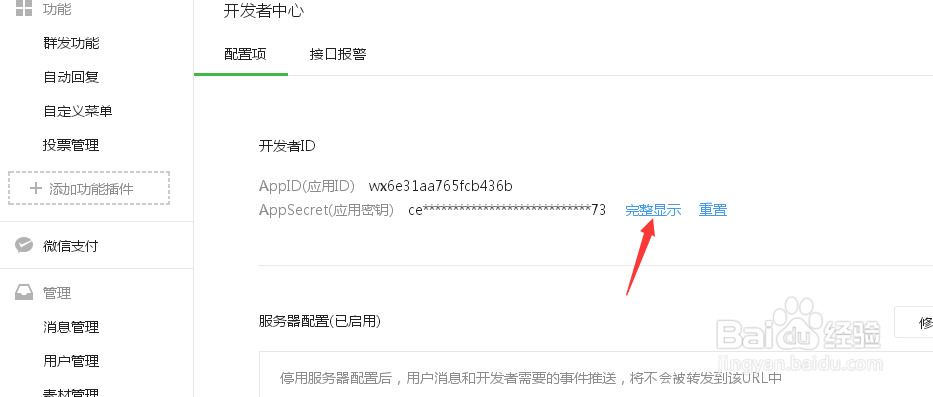 功能
群发功能
自动回复
自定义菜单
投票管理
添加功能插件
微信支付
管理
消息管理
用户管理
素材管理
开发者中心
配置项 接口报警
开发者ID
AppID(应用ID) wx6e31aa765fcb436b
AppSecret(应用密钥) ce****************************73 完整显示 重置
服务器配置(已启用)
修
停用服务器配置后，用户消息和开发者需要的事件推送，将不会被转发到该URL中
Baidu经验
jingyan.baidu.com